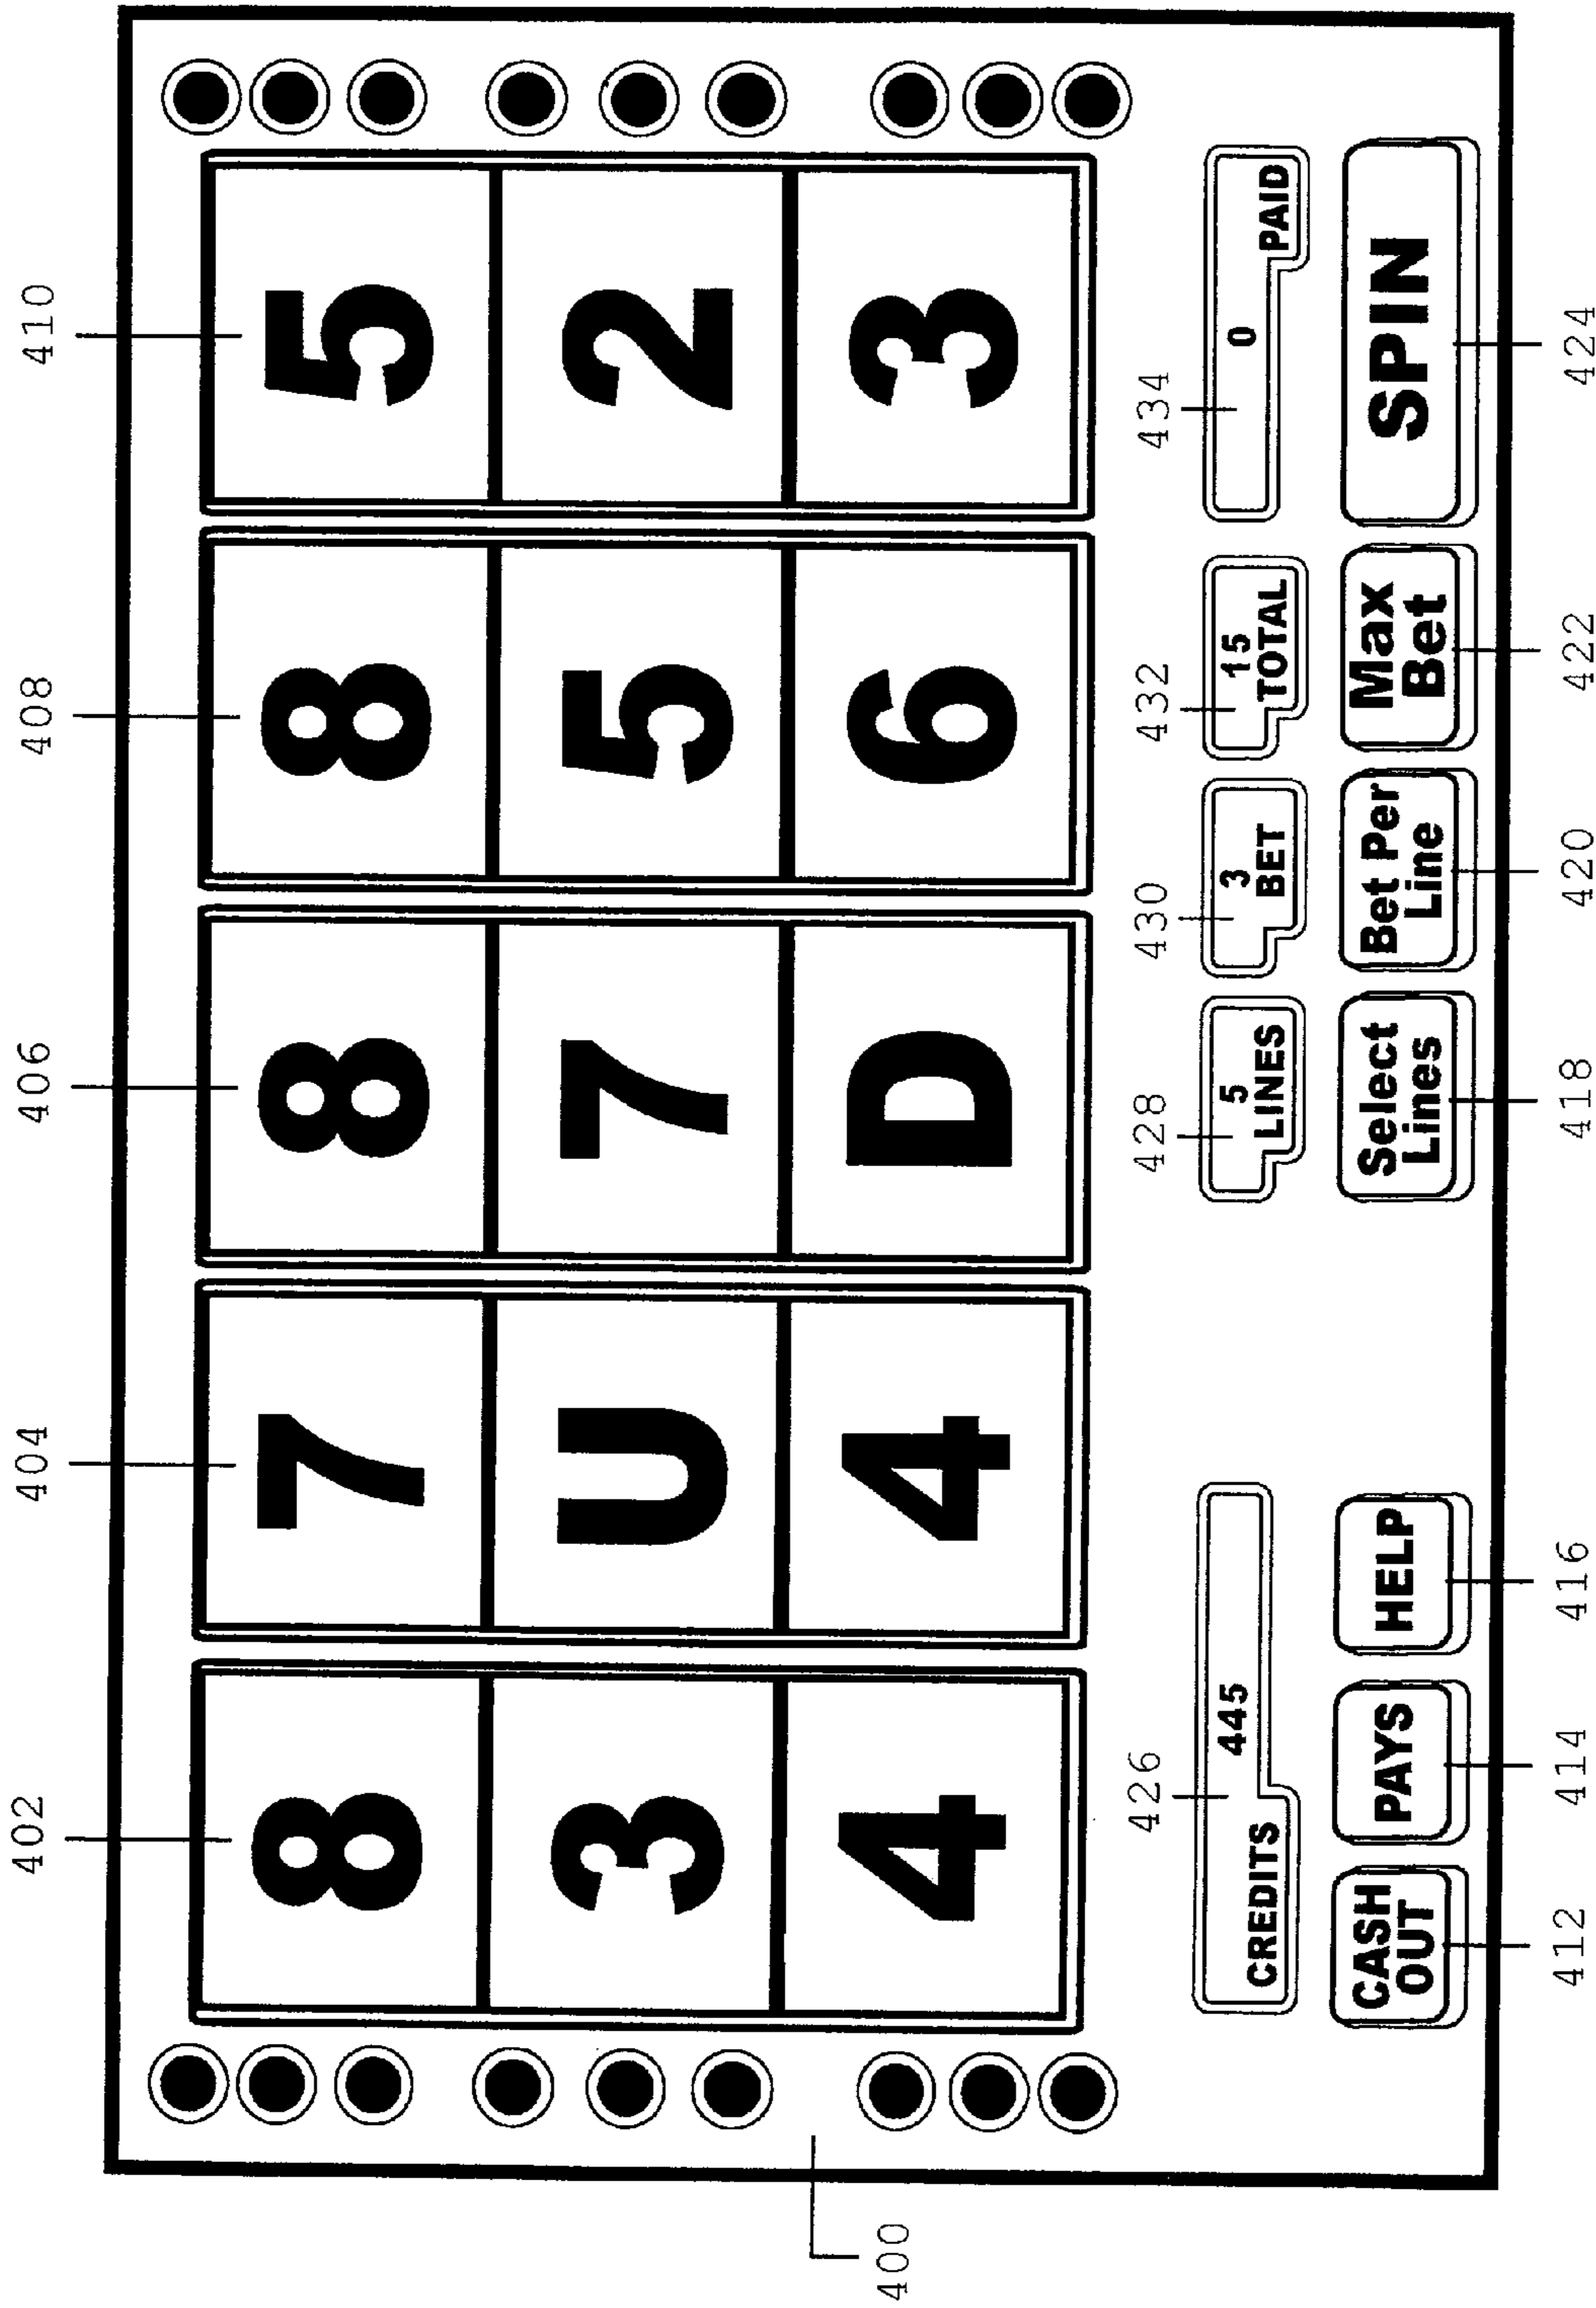 402 404 406 408 410
8 7 8 8 5
3 U 7 5 2
4 4 D 6 3
400
426 428 430 432 434
445 5 3 15 0
CREDITS LINES BET TOTAL PAID
CASH
OUT
PAYS
HELP
Select
Lines
Bet Per
Line
Max
Bet
SPIN
412 414 416 418 420 422 424